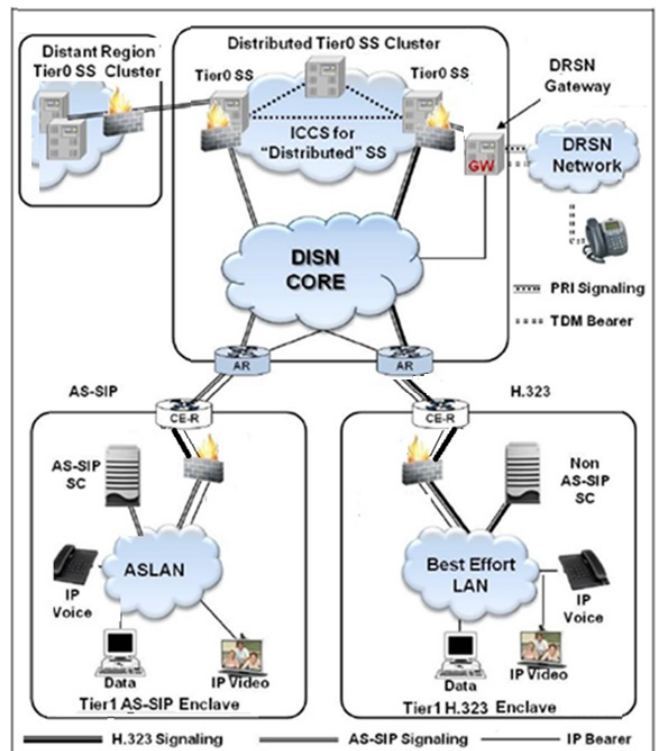 Distributed Tier0 SS Cluster
Distant Region
Tier0 SS Cluster
Tier0 SS
Tier0 SS
DRSN
Gateway
ICCS for
"Distributed" SS
GW
DRSN
Network
DISN
CORE
PRI Signaling
TDM Bearer
AR
AR
AS-SIP
H.323
CE-R
CE-R
AS-SIP
SC
Non
AS-SIP
SC
ASLAN
Best Effort
LAN
IP
Voice
IP
Voice
Data
IP Video
Data
IP Video
Tier1 AS-SIP Enclave
Tier1 H.323 Enclave
H.323 Signaling
AS-SIP Signaling
IP Bearer